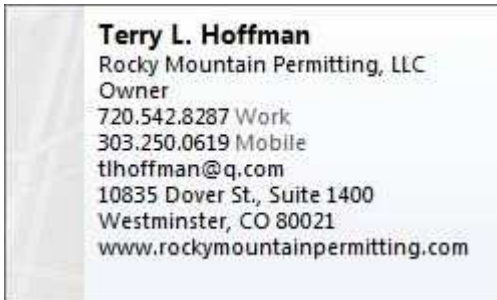 Terry L. Hoffman
Rocky Mountain Permitting, LLC
Owner
720.542.8287 Work
303.250.0619 Mobile
tlhoffman@q.com
10835 Dover St., Suite 1400
Westminster, CO 80021
www.rockymountainpermitting.com